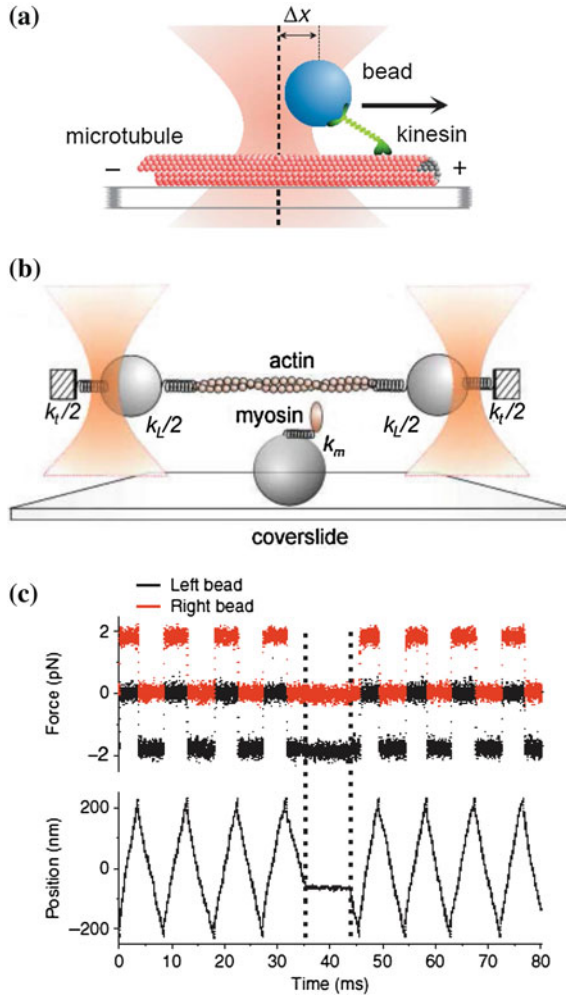 (a)
Δx
bead
microtubule
kinesin
−
+
(b)
actin
myosin
k_t/2
k_L/2
k_m
k_L/2
k_t/2
coverslide
(c)
Left bead
Right bead
Force (pN)
2
0
−2
Position (nm)
200
0
−200
0 10 20 30 40 50 60 70 80
Time (ms)